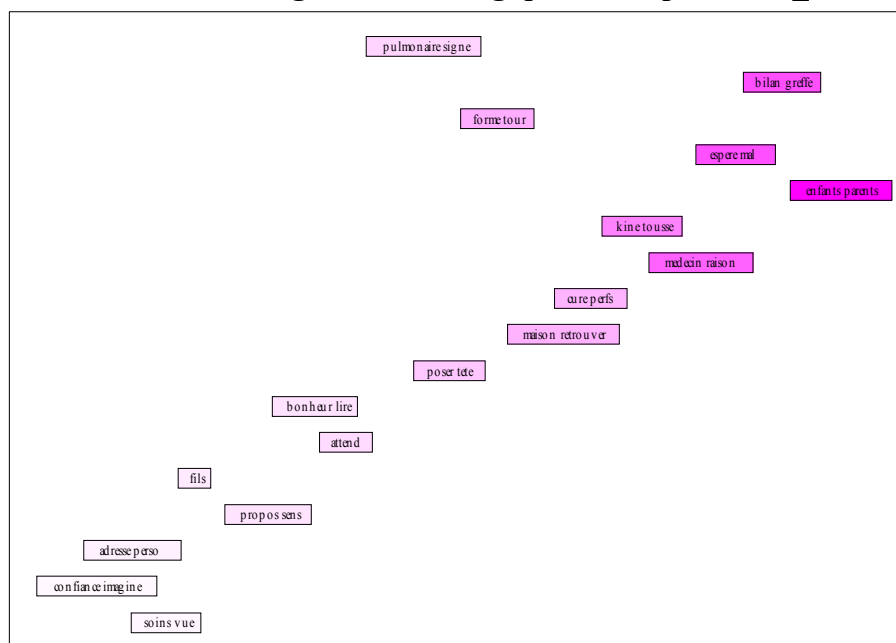 pulmonaire signe
bilan greffe
forme tour
espere mal
enfants parents
kine tousse
medecin raison
cure perfs
maison retrouver
poser tete
bonheur lire
attend
fils
propos sens
adresse perso
confiance imagine
soins vue